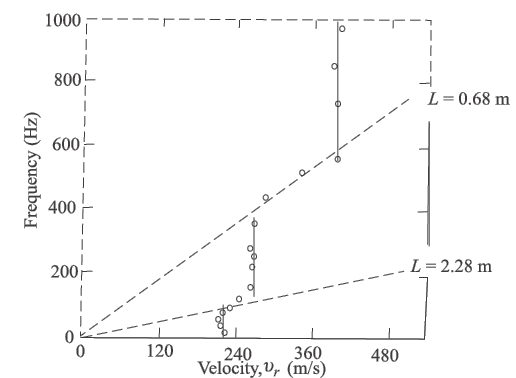 1000
800
600
400
200
0
Frequency (Hz)
L = 0.68 m
L = 2.28 m
0 120 240 360 480
Velocity, υr (m/s)